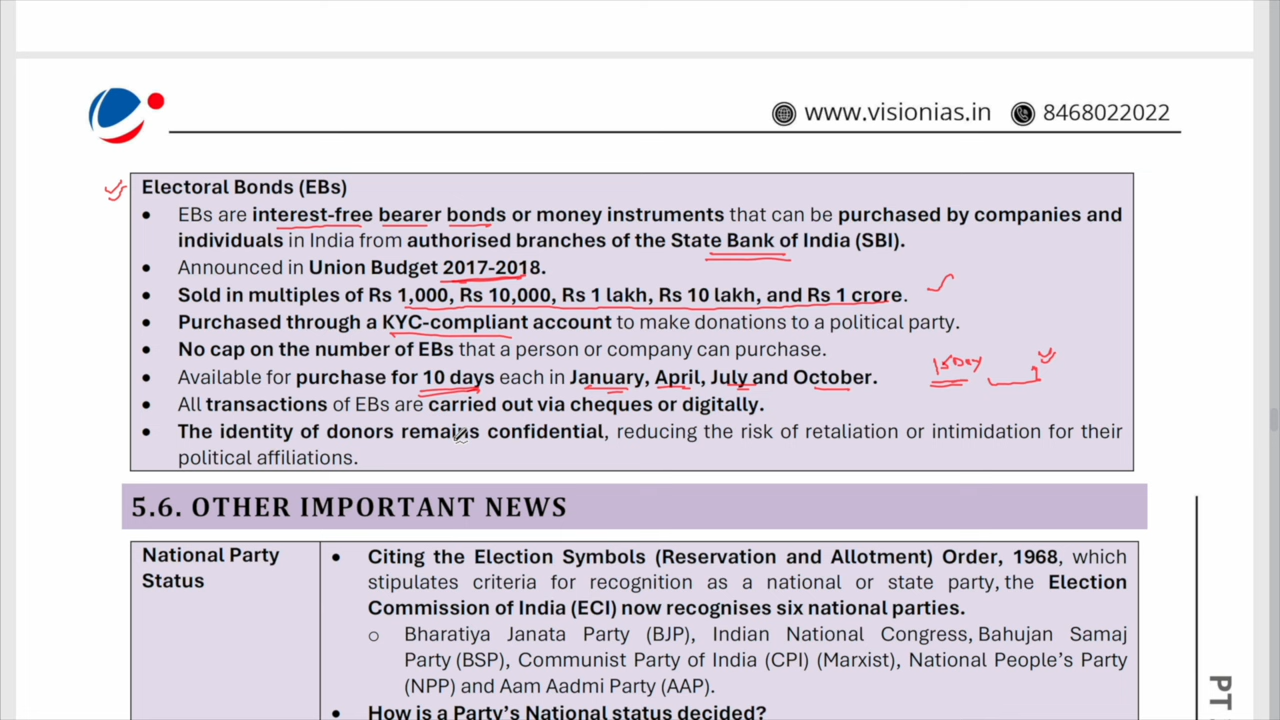 www.visionias.in 8468022022
Electoral Bonds (EBs)
• EBs are interest-free bearer bonds or money instruments that can be purchased by companies and
individuals in India from authorised branches of the State Bank of India (SBI).
• Announced in Union Budget 2017-2018.
• Sold in multiples of Rs 1,000, Rs 10,000, Rs 1 lakh, Rs 10 lakh, and Rs 1 crore.
• Purchased through a KYC-compliant account to make donations to a political party.
• No cap on the number of EBs that a person or company can purchase.
15 Day
• Available for purchase for 10 days each in January, April, July and October.
• All transactions of EBs are carried out via cheques or digitally.
• The identity of donors remains confidential, reducing the risk of retaliation or intimidation for their
political affiliations.
5.6. OTHER IMPORTANT NEWS
National Party
Status
• Citing the Election Symbols (Reservation and Allotment) Order, 1968, which
stipulates criteria for recognition as a national or state party, the Election
Commission of India (ECI) now recognises six national parties.
o Bharatiya Janata Party (BJP), Indian National Congress, Bahujan Samaj
Party (BSP), Communist Party of India (CPI) (Marxist), National People's Party
(NPP) and Aam Aadmi Party (AAP).
• How is a Party's National status decided?
PT